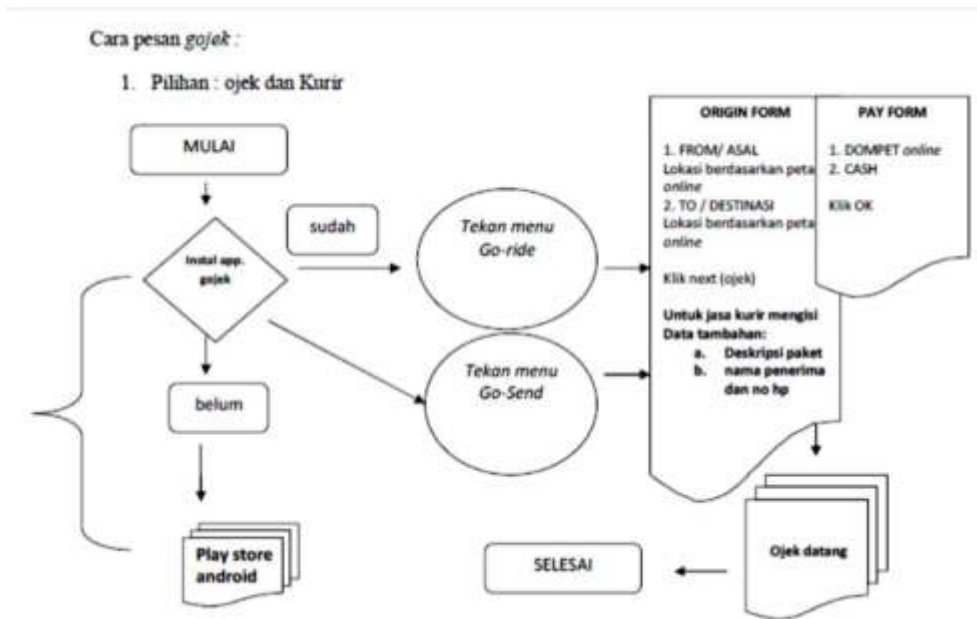 Cara pesan gojek :
1. Pilihan : ojek dan Kurir
MULAI
Instal app.
gojek
sudah
belum
Play store
android
Tekan menu
Go-ride
Tekan menu
Go-Send
ORIGIN FORM
1. FROM/ ASAL
Lokasi berdasarkan peta
online
2. TO / DESTINASI
Lokasi berdasarkan peta
online
Klik next (ojek)
Untuk jasa kurir mengisi
Data tambahan:
a. Deskripsi paket
b. nama penerima
dan no hp
PAY FORM
1. DOMPET online
2. CASH
Klik OK
Ojek datang
SELESAI